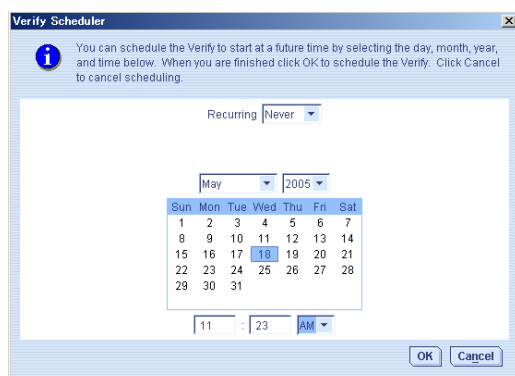 Verify Scheduler
You can schedule the Verify to start at a future time by selecting the day, month, year,
and time below. When you are finished click OK to schedule the Verify. Click Cancel
to cancel scheduling.
Recurring Never
May 2005
Sun Mon Tue Wed Thu Fri Sat
1 2 3 4 5 6 7
8 9 10 11 12 13 14
15 16 17 18 19 20 21
22 23 24 25 26 27 28
29 30 31
11 : 23 AM
OK Cancel